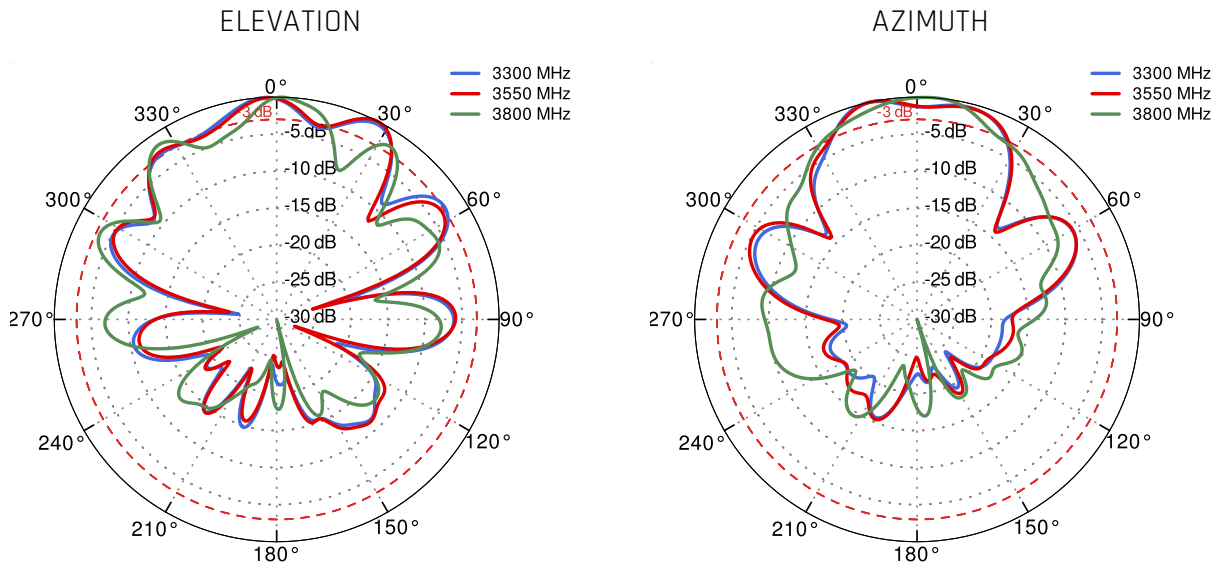 ELEVATION
3300 MHz
3550 MHz
3800 MHz
0°
330°
30°
-3 dB
-5 dB
-10 dB
300°
60°
-15 dB
-20 dB
-25 dB
270°
-30 dB
90°
240°
120°
210°
150°
180°
AZIMUTH
3300 MHz
3550 MHz
3800 MHz
0°
330°
30°
-3 dB
-5 dB
-10 dB
300°
60°
-15 dB
-20 dB
-25 dB
270°
-30 dB
90°
240°
120°
210°
150°
180°